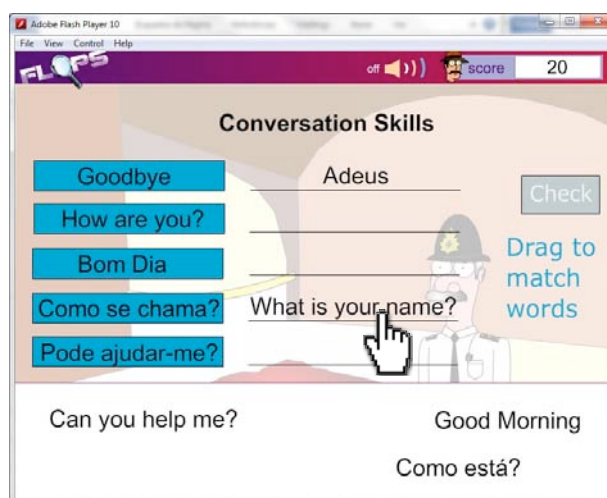 Adobe Flash Player 10
File View Control Help
FLOPS
off
score
20
Conversation Skills
Goodbye
Adeus
How are you?
Bom Dia
Como se chama?
What is your name?
Pode ajudar-me?
Check
Drag to
match
words
Can you help me?
Good Morning
Como está?